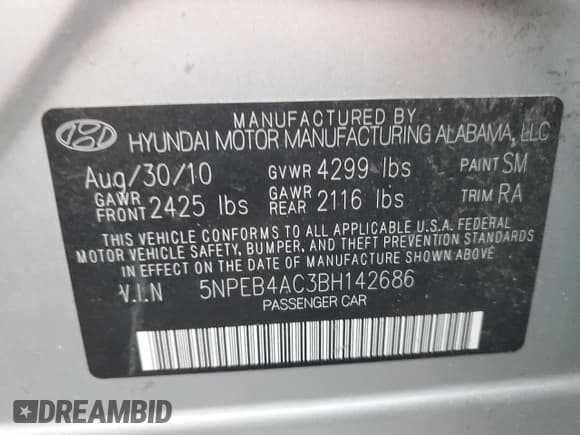 MANUFACTURED BY
HYUNDAI MOTOR MANUFACTURING ALABAMA, LLC
Aug/30/10 GVWR 4299 lbs PAINT SM
GAWR FRONT 2425 lbs GAWR REAR 2116 lbs TRIM RA
THIS VEHICLE CONFORMS TO ALL APPLICABLE U.S.A. FEDERAL
MOTOR VEHICLE SAFETY, BUMPER, AND THEFT PREVENTION
STANDARDS IN EFFECT ON THE DATE OF MANUFACTURE SHOWN ABOVE.
V.I.N 5NPEB4AC3BH142686
PASSENGER CAR
DREAMBID